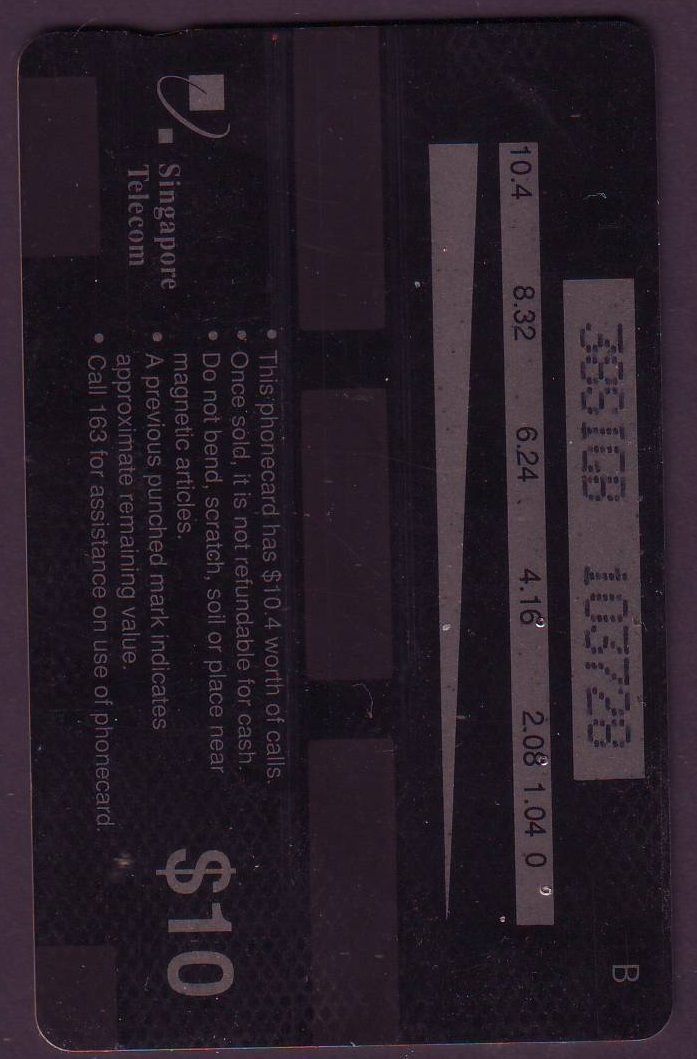 B
385IGB 103728
10.4 8.32 6.24 4.16 2.08 1.04 0
Singapore
Telecom
• This phonecard has $10.4 worth of calls.
• Once sold, it is not refundable for cash.
• Do not bend, scratch, soil or place near
magnetic articles.
• A previous punched mark indicates
approximate remaining value.
• Call 163 for assistance on use of phonecard.
$10